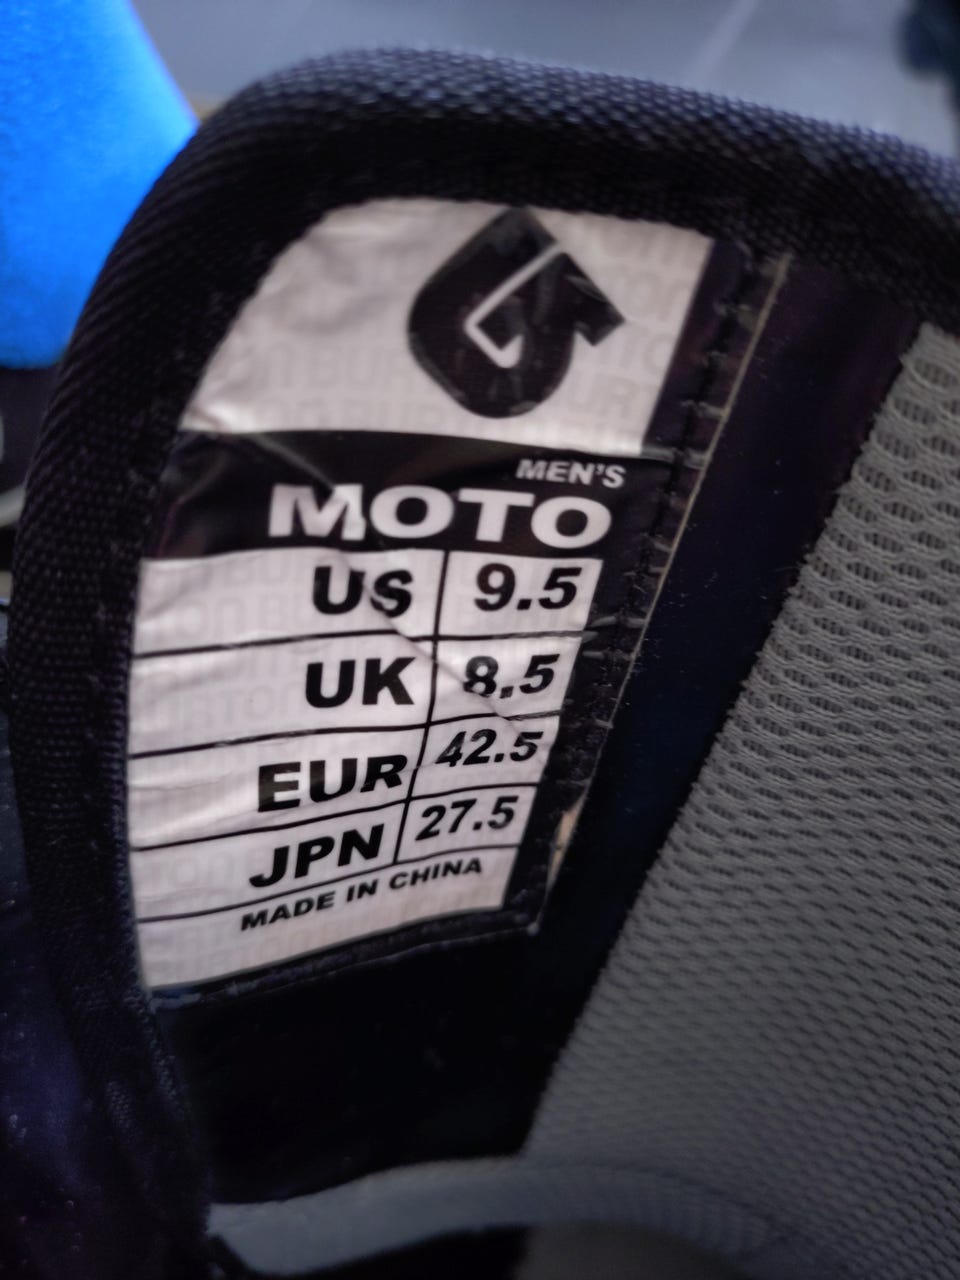 MEN'S
MOTO
US 9.5
UK 8.5
EUR 42.5
JPN 27.5
MADE IN CHINA